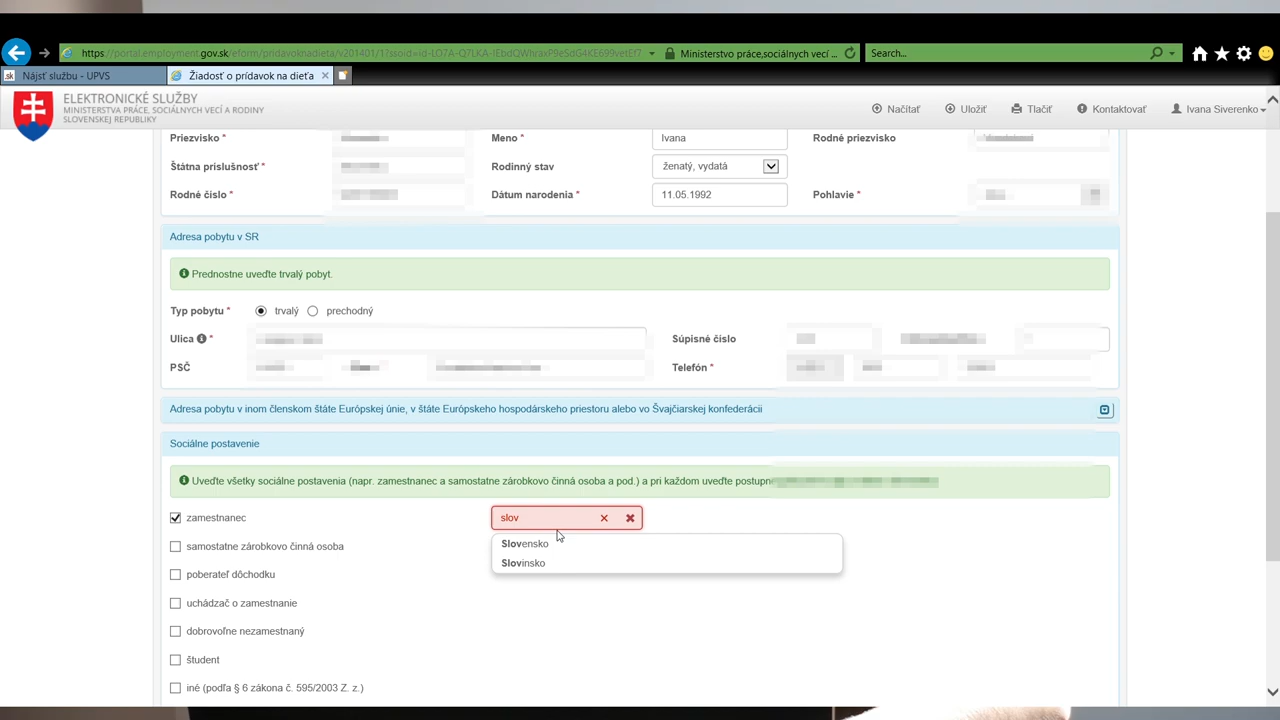 https://portal.employment.gov.sk/eform/pridavoknadieta/v201401/1?ssoid=id-LO7A-Q7LKA-IEbdQWhraxP9eSdG4KE699vetEf7
Ministerstvo práce,sociálnych vecí ...
Search...
sk Nájsť službu - UPVS
Žiadosť o prídavok na dieťa
ELEKTRONICKÉ SLUŽBY
MINISTERSTVA PRÁCE, SOCIÁLNYCH VECÍ A RODINY
SLOVENSKEJ REPUBLIKY
Načítať
Uložiť
Tlačiť
Kontaktovať
Ivana Siverenko
Priezvisko *
Meno * Ivana
Rodné priezvisko
Štátna príslušnosť *
Rodinný stav ženatý, vydatá
Rodné číslo *
Dátum narodenia * 11.05.1992
Pohlavie *
Adresa pobytu v SR
Prednostne uveďte trvalý pobyt.
Typ pobytu * trvalý prechodný
Ulica *
Súpisné číslo
PSČ
Telefón *
Adresa pobytu v inom členskom štáte Európskej únie, v štáte Európskeho hospodárskeho priestoru alebo vo Švajčiarskej konfederácii
Sociálne postavenie
Uveďte všetky sociálne postavenia (napr. zamestnanec a samostatne zárobkovo činná osoba a pod.) a pri každom uveďte postupne
zamestnanec
slov
Slovensko
Slovinsko
samostatne zárobkovo činná osoba
poberateľ dôchodku
uchádzač o zamestnanie
dobrovoľne nezamestnaný
študent
iné (podľa § 6 zákona č. 595/2003 Z. z.)